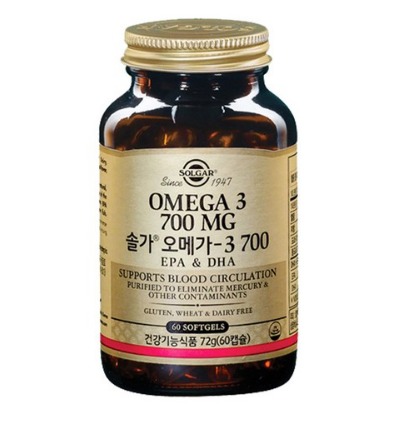 SOLGAR®
Since 1947
OMEGA 3
700 MG
솔가® 오메가-3 700
EPA & DHA
SUPPORTS BLOOD CIRCULATION
PURIFIED TO ELIMINATE MERCURY &
OTHER CONTAMINANTS
GLUTEN, WHEAT & DAIRY FREE
60 SOFTGELS
건강기능식품 72g(60캡슐)